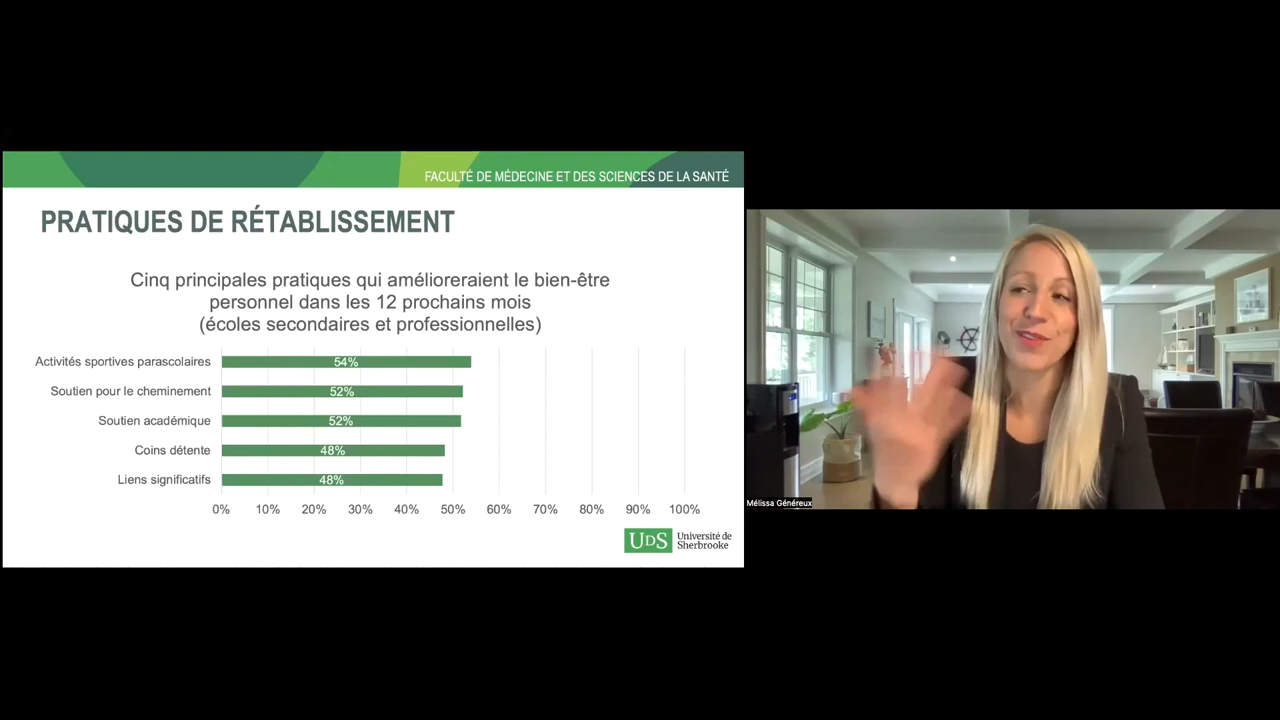 FACULTÉ DE MÉDECINE ET DES SCIENCES DE LA SANTÉ
PRATIQUES DE RÉTABLISSEMENT
Cinq principales pratiques qui amélioreraient le bien-être
personnel dans les 12 prochains mois
(écoles secondaires et professionnelles)
Activités sportives parascolaires 54%
Soutien pour le cheminement 52%
Soutien académique 52%
Coins détente 48%
Liens significatifs 48%
0% 10% 20% 30% 40% 50% 60% 70% 80% 90% 100%
UDS Université de
Sherbrooke
Mélissa Généreux